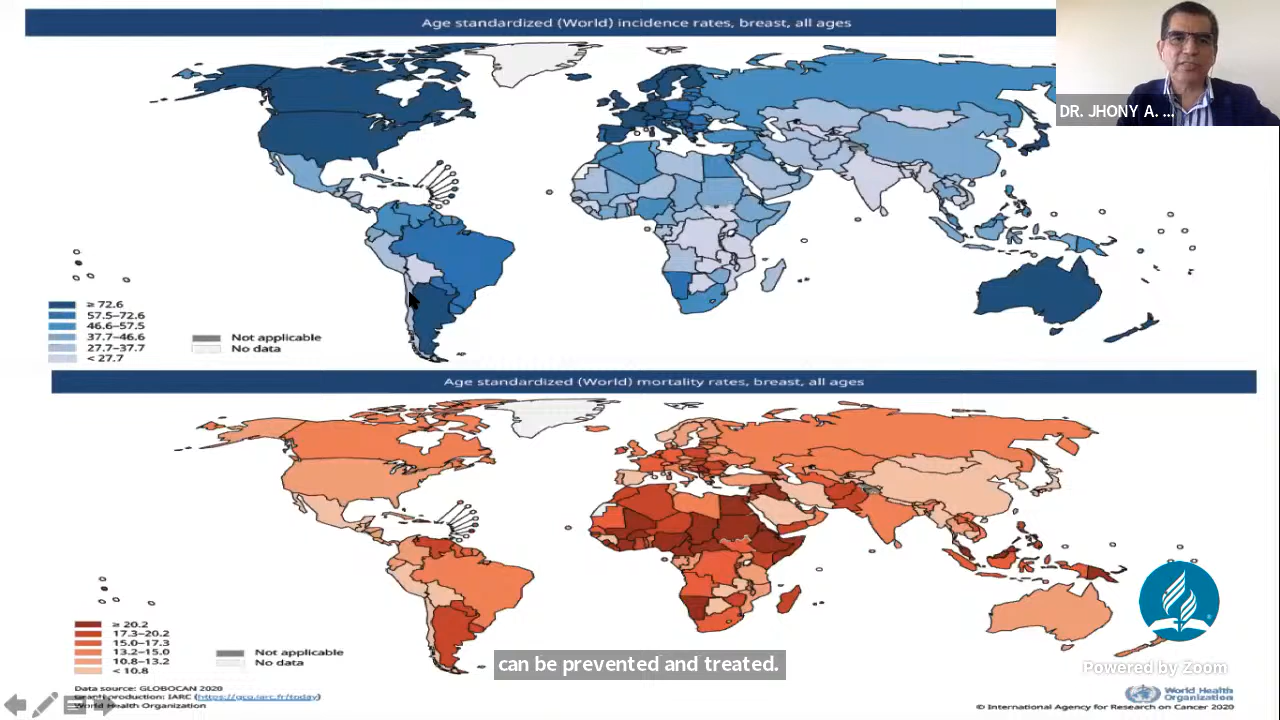 Age standardized (World) incidence rates, breast, all ages
DR. JHONY A. ...
≥ 72.6
57.5–72.6
46.6–57.5
37.7–46.6
27.7–37.7
< 27.7
Not applicable
No data
Age standardized (World) mortality rates, breast, all ages
≥ 20.2
17.3–20.2
15.0–17.3
13.2–15.0
10.8–13.2
< 10.8
Not applicable
No data
can be prevented and treated.
Powered by Zoom
Data source: GLOBOCAN 2020
Graph production: IARC (https://gco.iarc.fr/today)
World Health Organization
World Health
Organization
© International Agency for Research on Cancer 2020